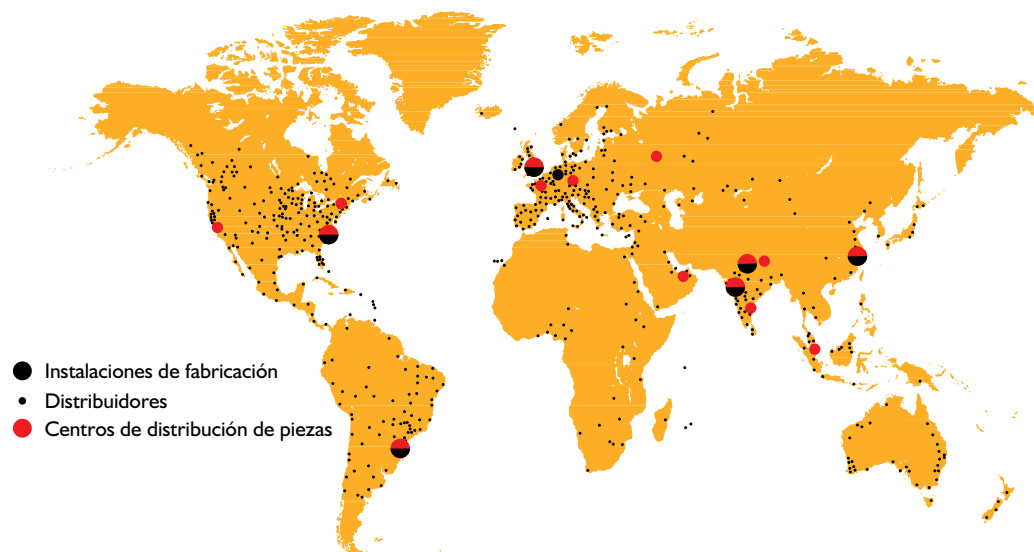 Instalaciones de fabricación
Distribuidores
Centros de distribución de piezas